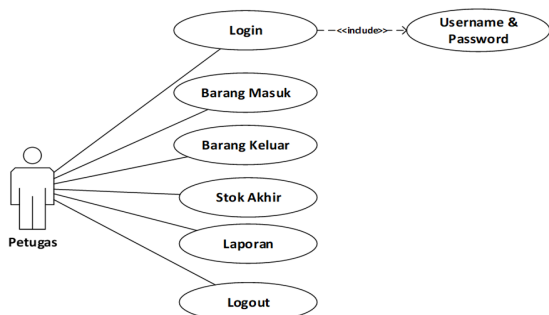 Login
<<include>>
Username &
Password
Barang Masuk
Barang Keluar
Stok Akhir
Petugas
Laporan
Logout